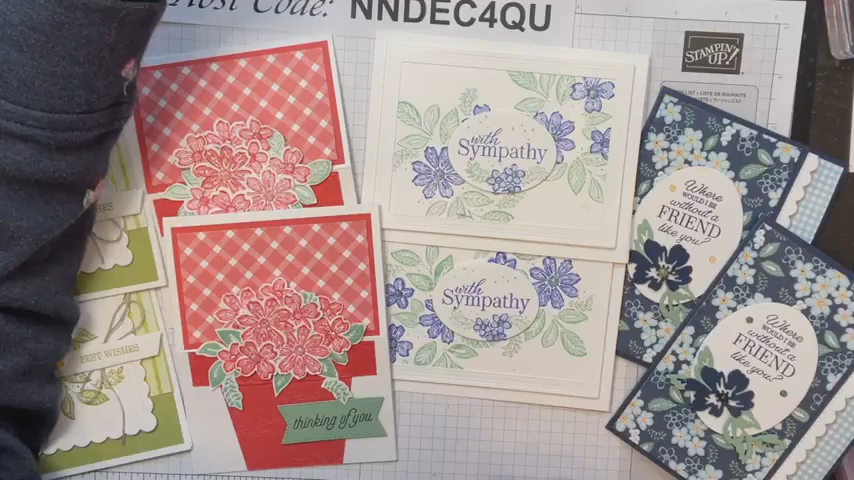 Host Code: NNDEC4QU
STAMPIN' UP!
with
Sympathy
with
Sympathy
Where
WOULD I BE
without a
FRIEND
like you?
Where
WOULD I BE
without a
FRIEND
like you?
BEST WISHES
thinking of you